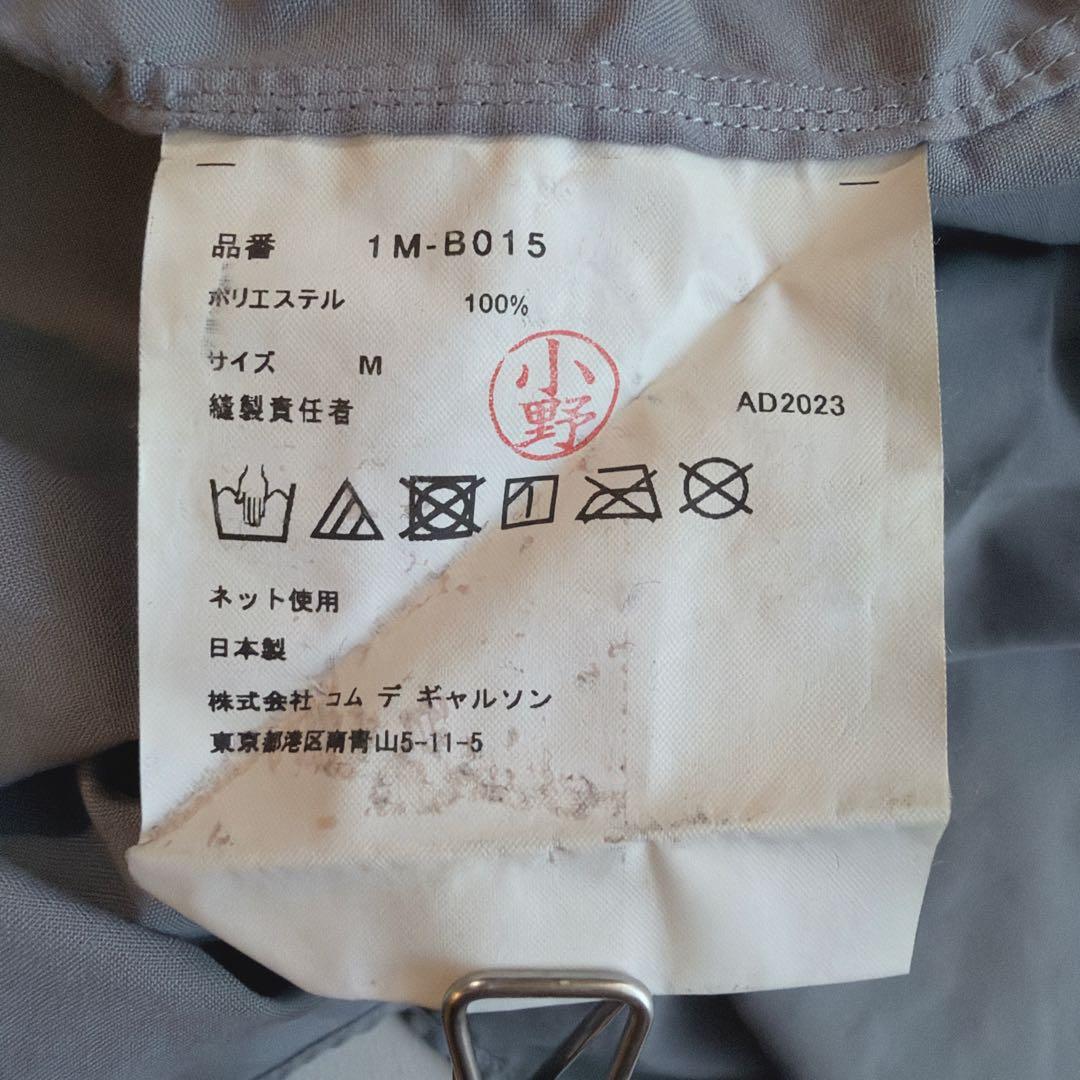 品番 1M-B015
ポリエステル 100%
サイズ M
小野
縫製責任者
AD2023
ネット使用
日本製
株式会社 コム デ ギャルソン
東京都港区南青山5-11-5